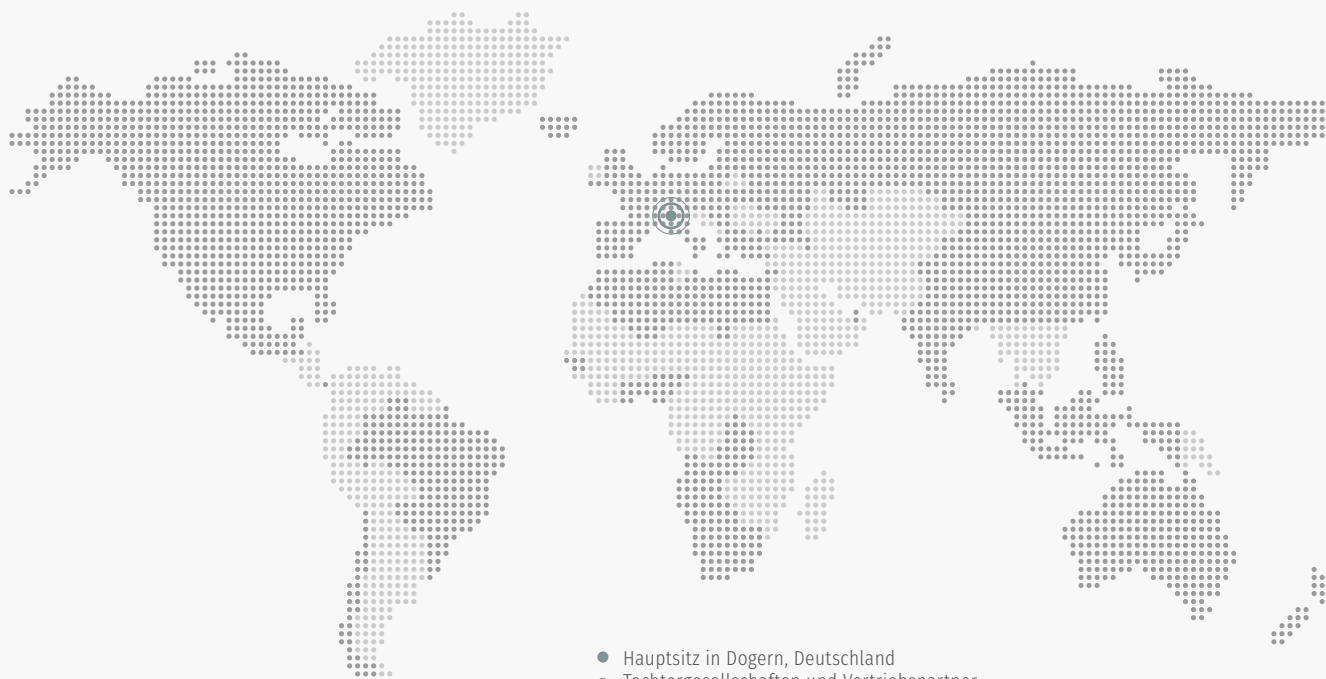 Hauptsitz in Dogern, Deutschland
Tochtergesellschaften und Vertriebspartner